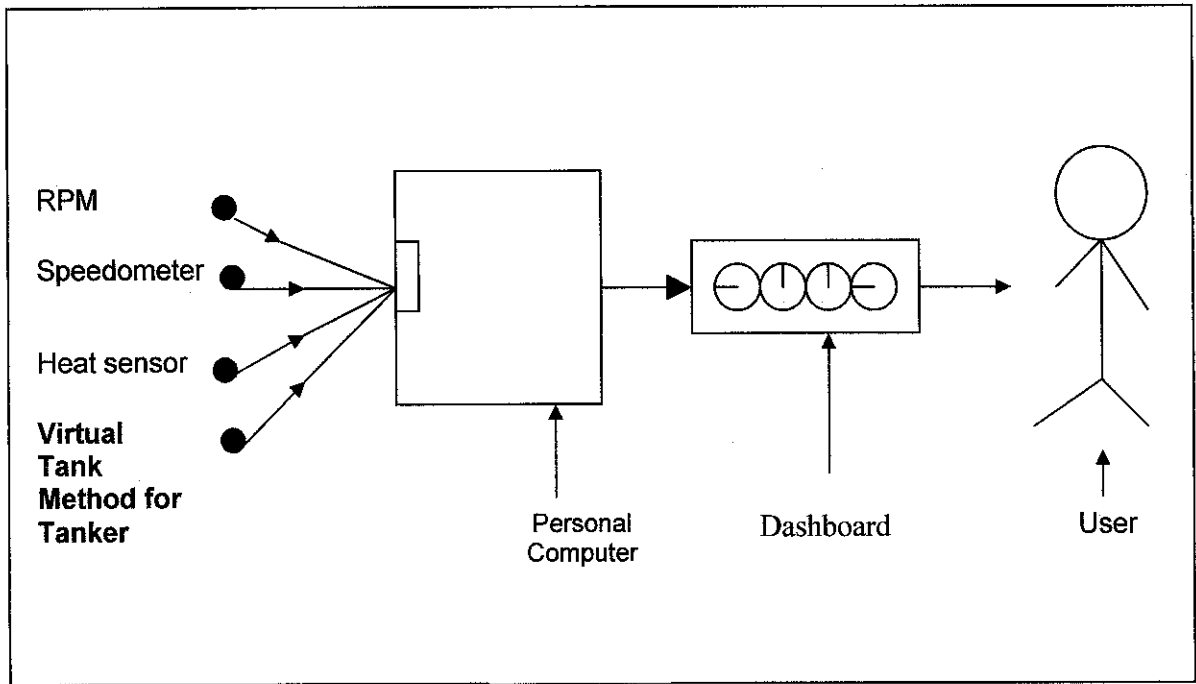 RPM
Speedometer
Heat sensor
Virtual
Tank
Method for
Tanker
Personal
Computer
Dashboard
User